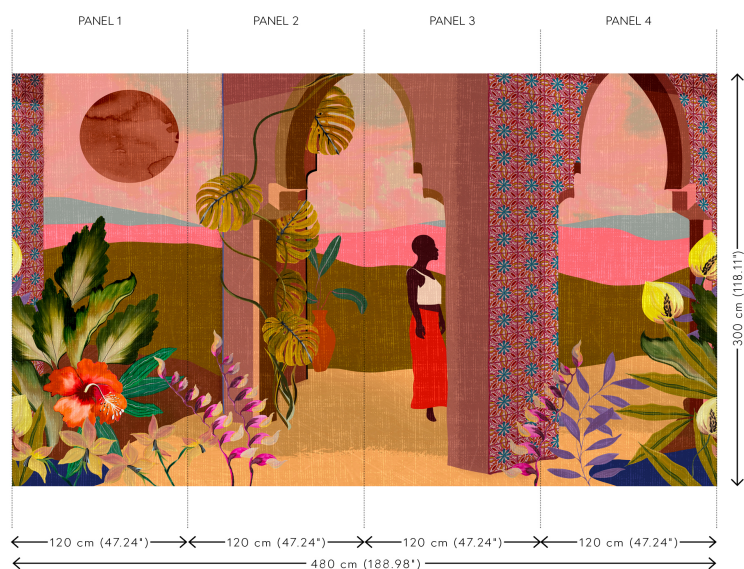 PANEL 1 PANEL 2 PANEL 3 PANEL 4
300 cm (118.11")
120 cm (47.24") 120 cm (47.24") 120 cm (47.24") 120 cm (47.24")
480 cm (188.98")